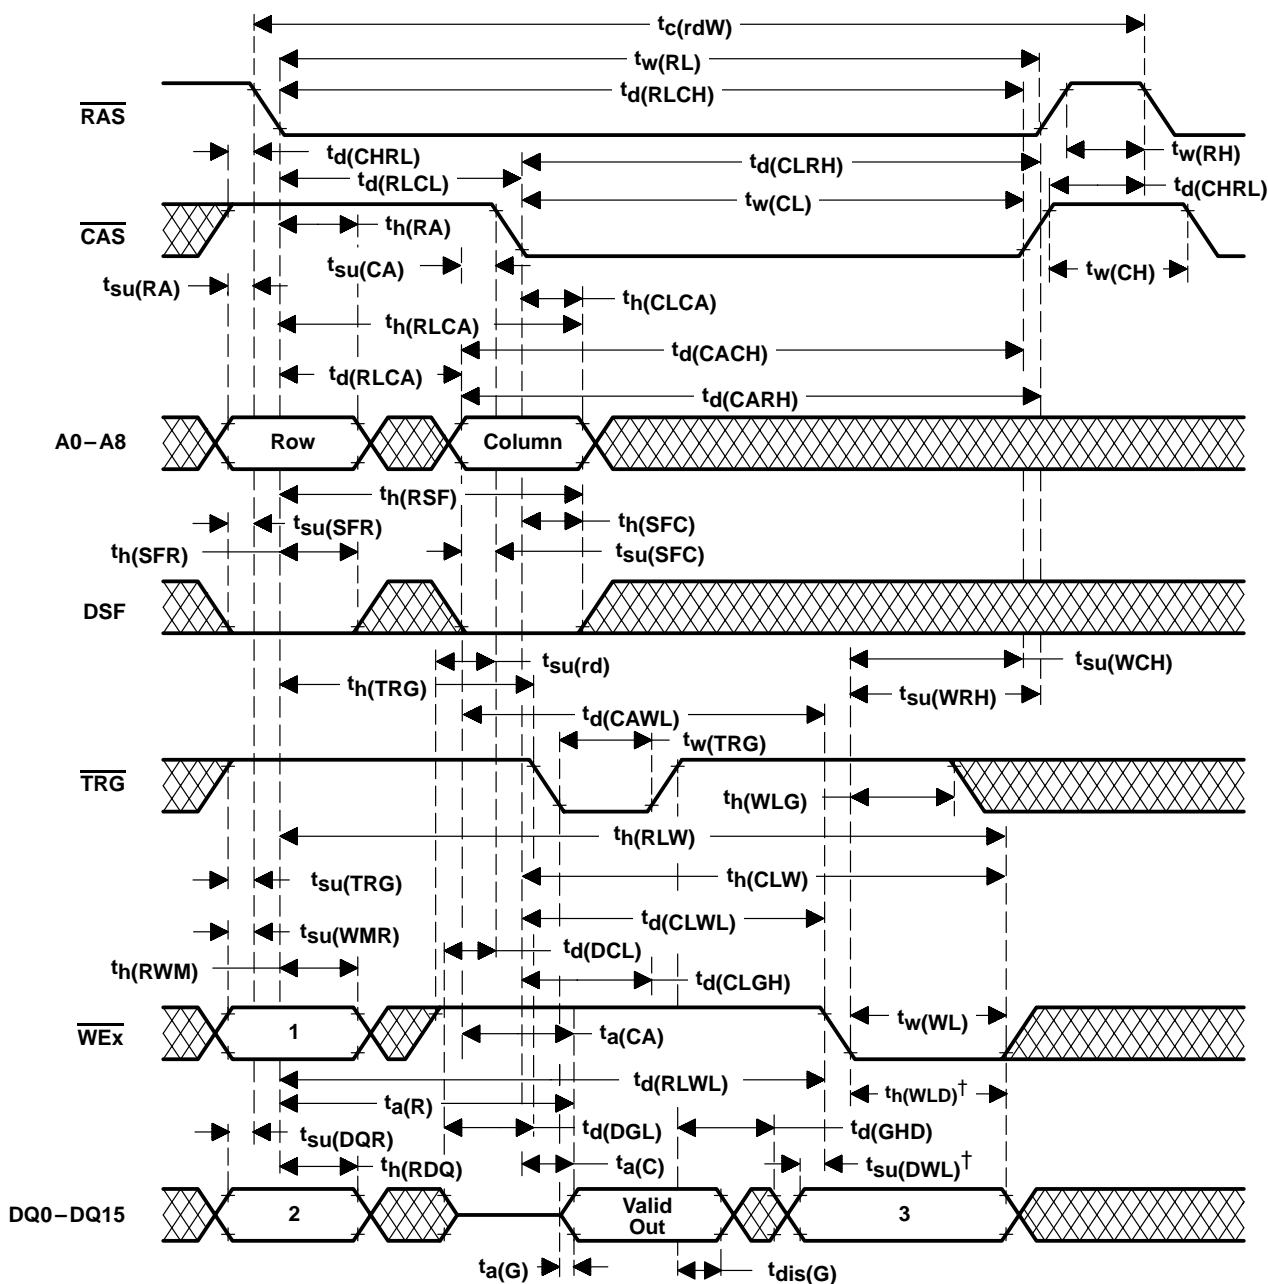 tc(rdW)
tw(RL)
td(RLCH)
RAS
td(CHRL)
td(CLRH)
tw(RH)
td(RLCL)
td(CHRL)
tw(CL)
th(RA)
CAS
tsu(CA)
tw(CH)
tsu(RA)
th(CLCA)
th(RLCA)
td(CACH)
td(RLCA)
td(CARH)
A0–A8
Row
Column
th(RSF)
tsu(SFR)
th(SFC)
th(SFR)
tsu(SFC)
DSF
tsu(rd)
tsu(WCH)
th(TRG)
tsu(WRH)
td(CAWL)
tw(TRG)
TRG
th(WLG)
th(RLW)
tsu(TRG)
th(CLW)
td(CLWL)
tsu(WMR)
td(DCL)
th(RWM)
td(CLGH)
WEx
1
ta(CA)
tw(WL)
td(RLWL)
th(WLD)†
ta(R)
tsu(DQR)
td(DGL)
td(GHD)
th(RDQ)
ta(C)
tsu(DWL)†
DQ0–DQ15
2
Valid
Out
3
ta(G)
tdis(G)